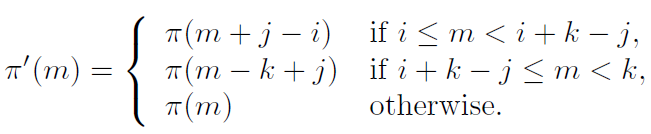 π(m + j − i) if i ≤ m < i + k − j,
π′(m) = { π(m − k + j) if i + k − j ≤ m < k,
π(m) otherwise.